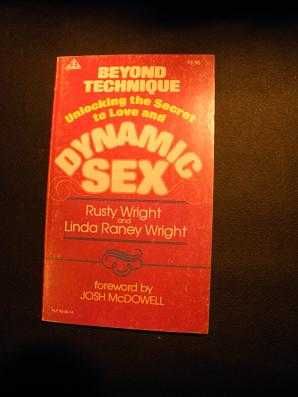 BEYOND
TECHNIQUE
Unlocking the Secret
to Love and
DYNAMIC
SEX
Rusty Wright
and
Linda Raney Wright
foreword by
JOSH McDOWELL